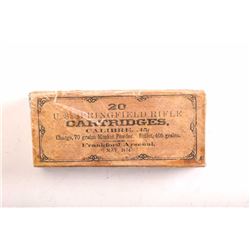 20
U. S. SPRINGFIELD RIFLE
CARTRIDGES,
CALIBRE .45,
Charge, 70 grains Musket Powder. Bullet, 405 grains.
Frankford Arsenal,